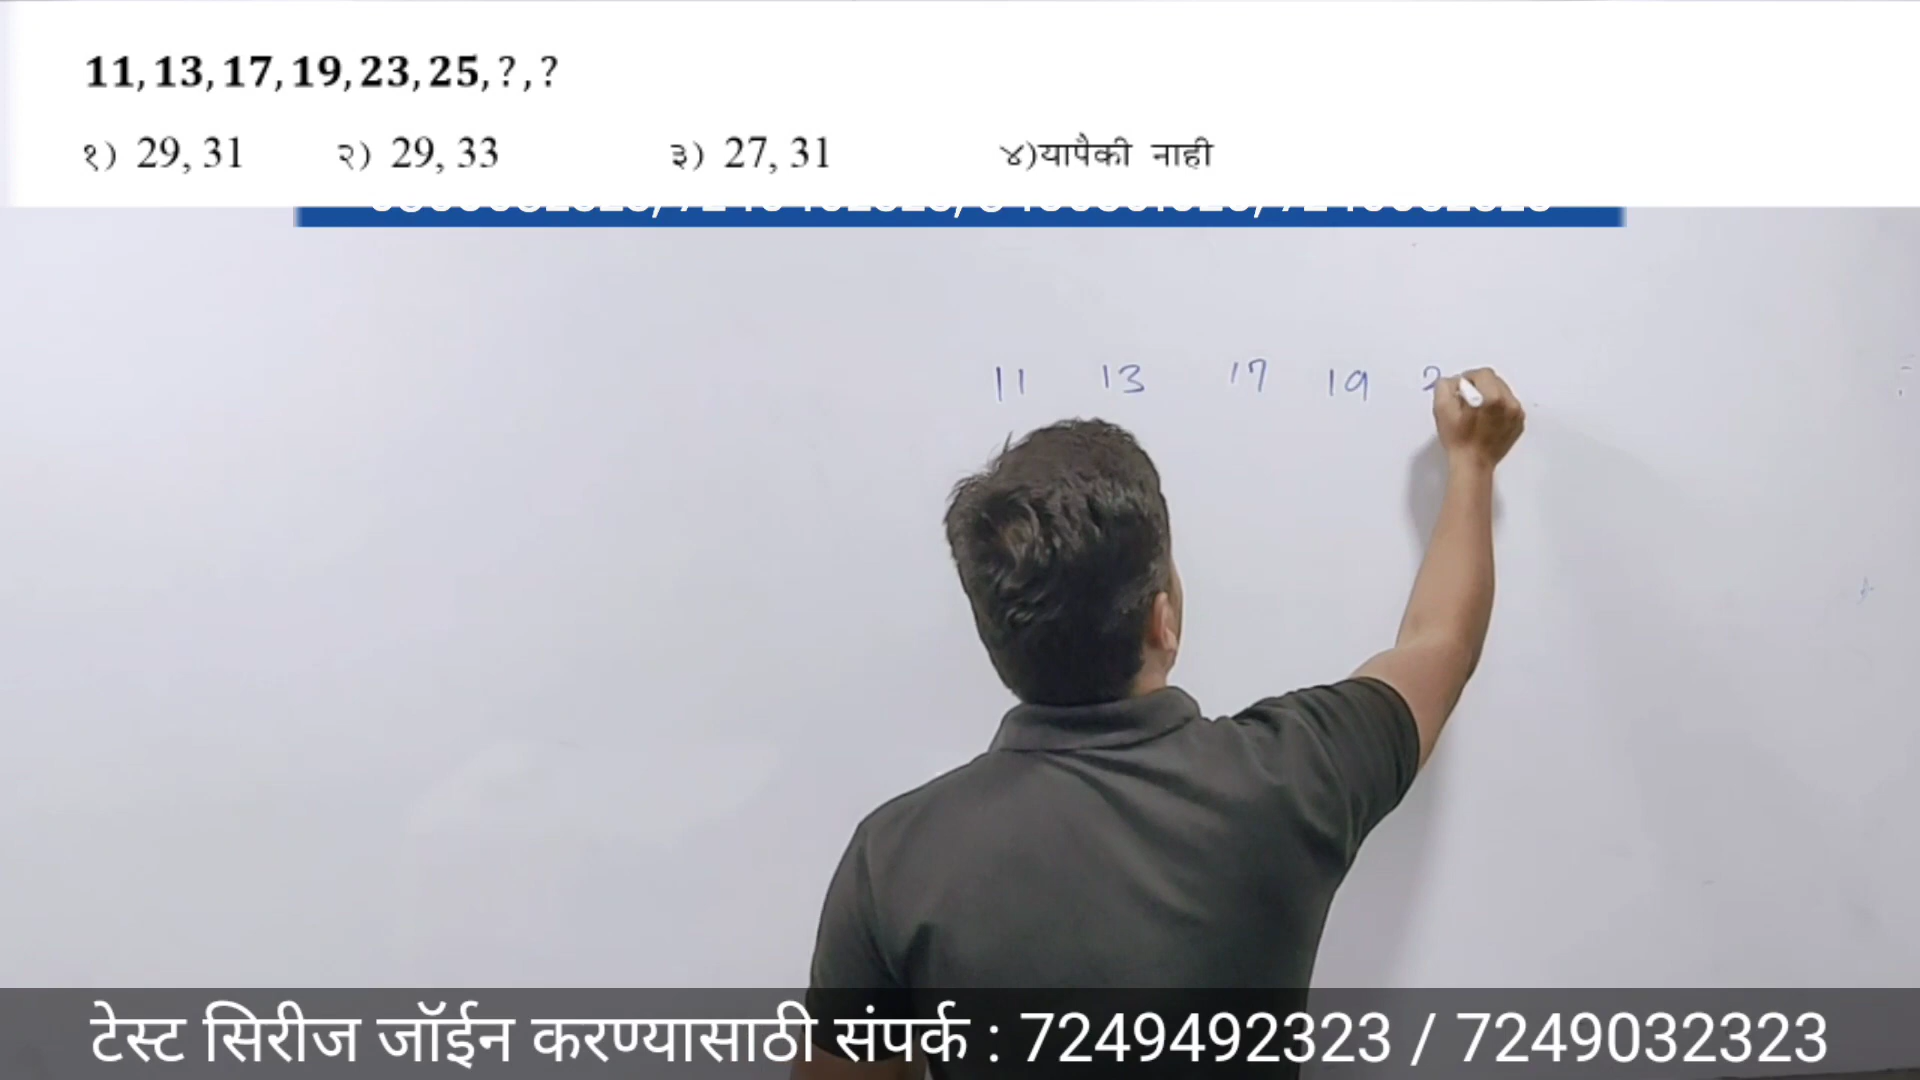 11, 13, 17, 19, 23, 25, ? , ?
१) 29, 31 २) 29, 33 ३) 27, 31 ४)यापैकी नाही
11 13 17 19 2
टेस्ट सिरीज जॉईन करण्यासाठी संपर्क : 7249492323 / 7249032323